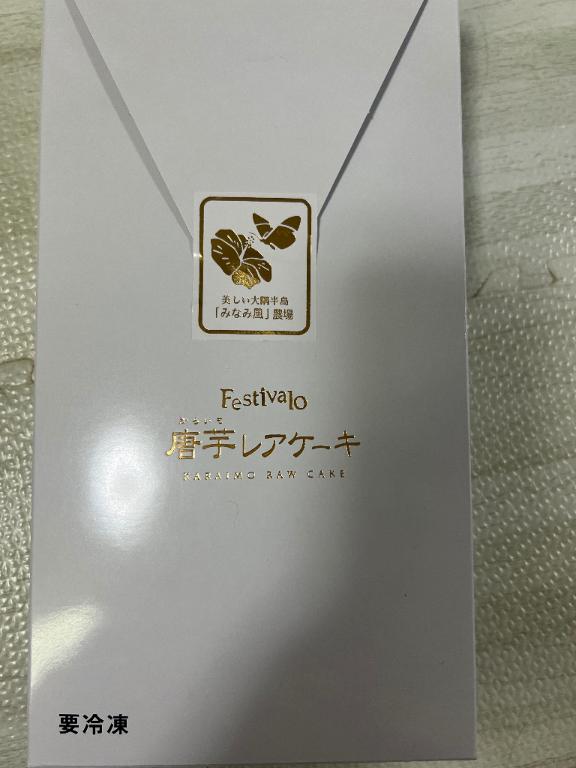 美しい大隅半島
「みなみ風」農場
Festivalo
からいも
唐芋レアケーキ
KARAIMO RAW CAKE
要冷凍